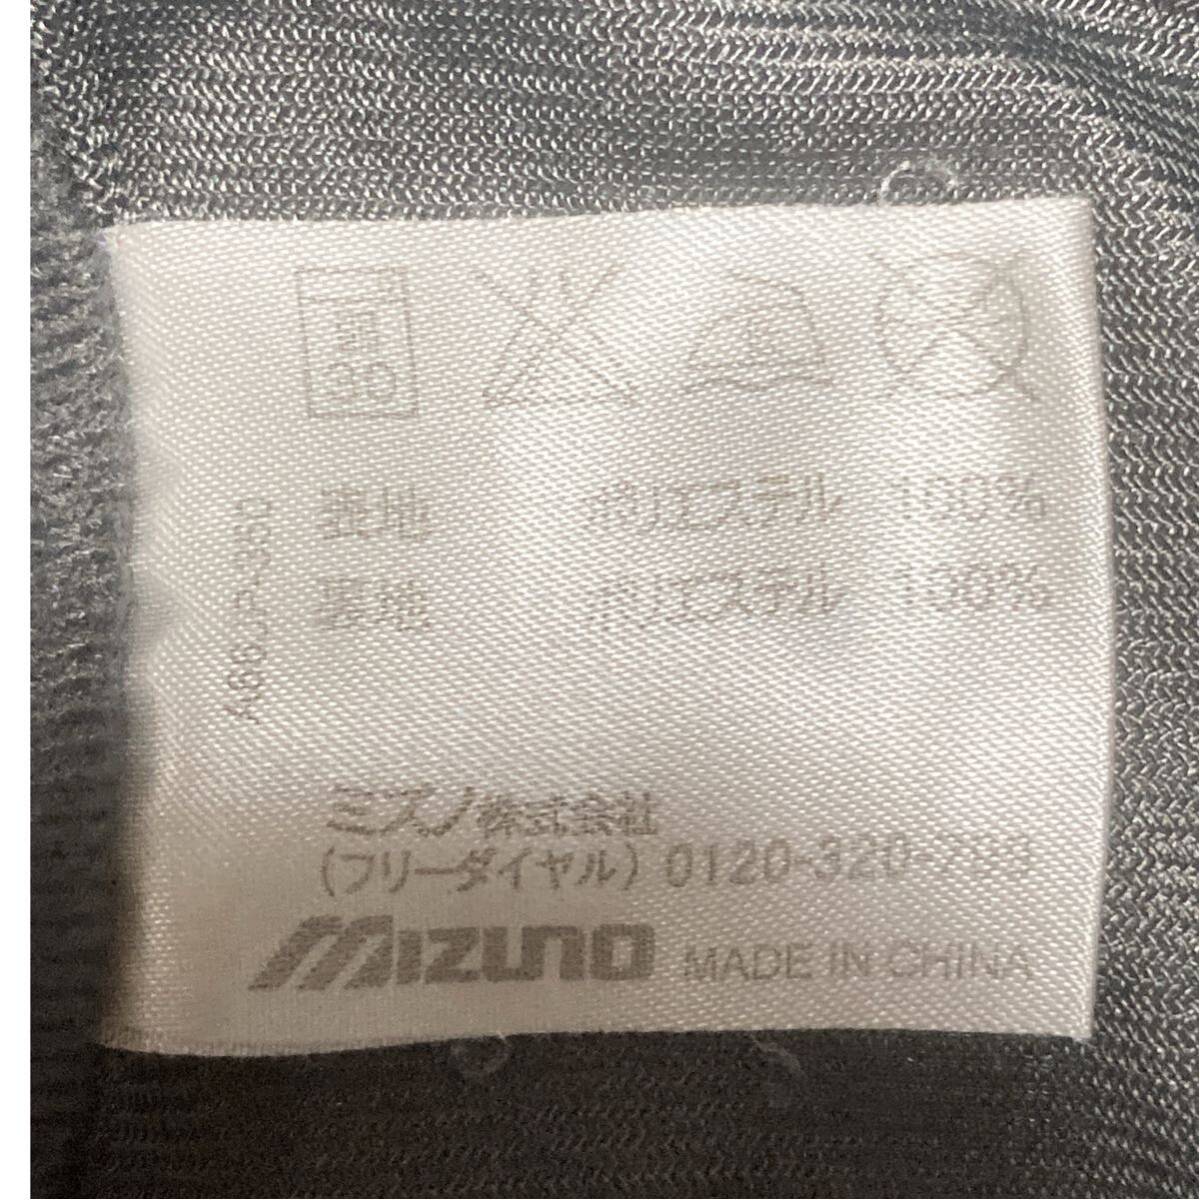 30
低
表地 ポリエステル 100%
裏地 ポリエステル 100%
ミズノ株式会社
(フリーダイヤル) 0120-320-
MIZUNO MADE IN CHINA